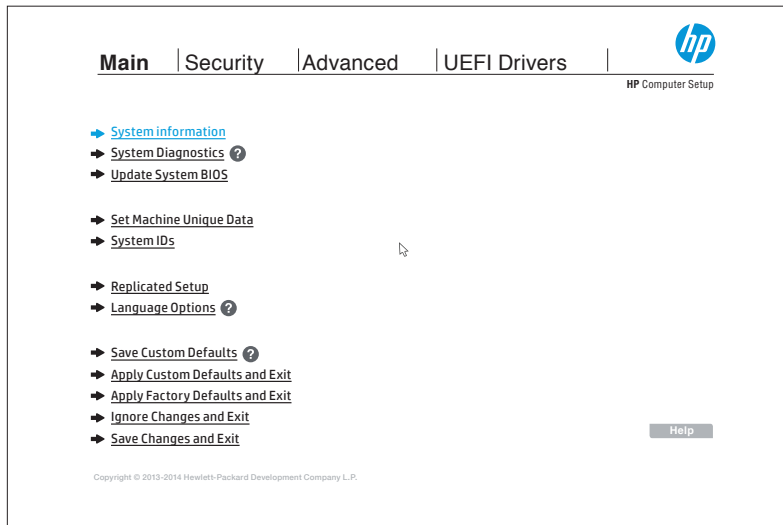 hp
Main Security Advanced UEFI Drivers
HP Computer Setup
System information
System Diagnostics ?
Update System BIOS
Set Machine Unique Data
System IDs
Replicated Setup
Language Options ?
Save Custom Defaults ?
Apply Custom Defaults and Exit
Apply Factory Defaults and Exit
Ignore Changes and Exit
Save Changes and Exit
Help
Copyright © 2013-2014 Hewlett-Packard Development Company L.P.